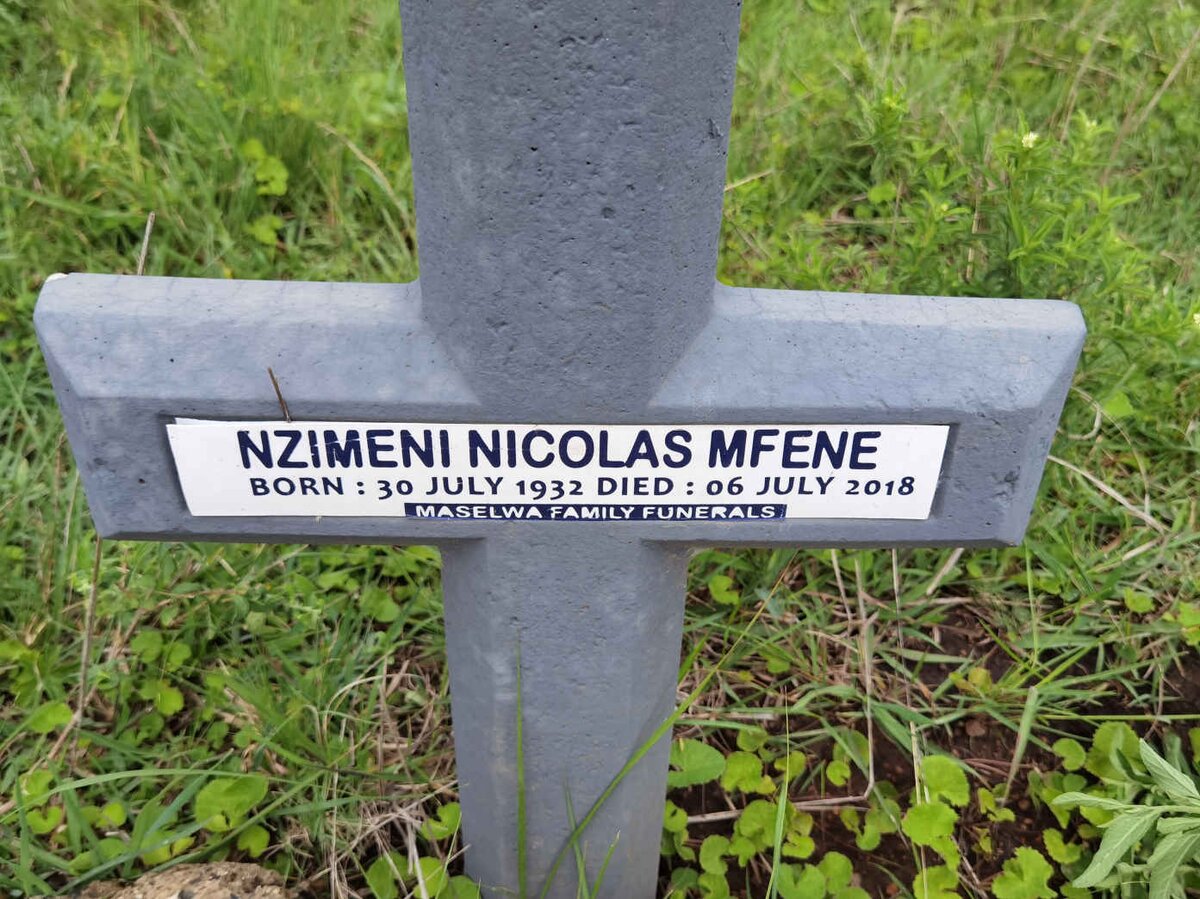 NZIMENI NICOLAS MFENE
BORN : 30 JULY 1932 DIED : 06 JULY 2018
MASELWA FAMILY FUNERALS